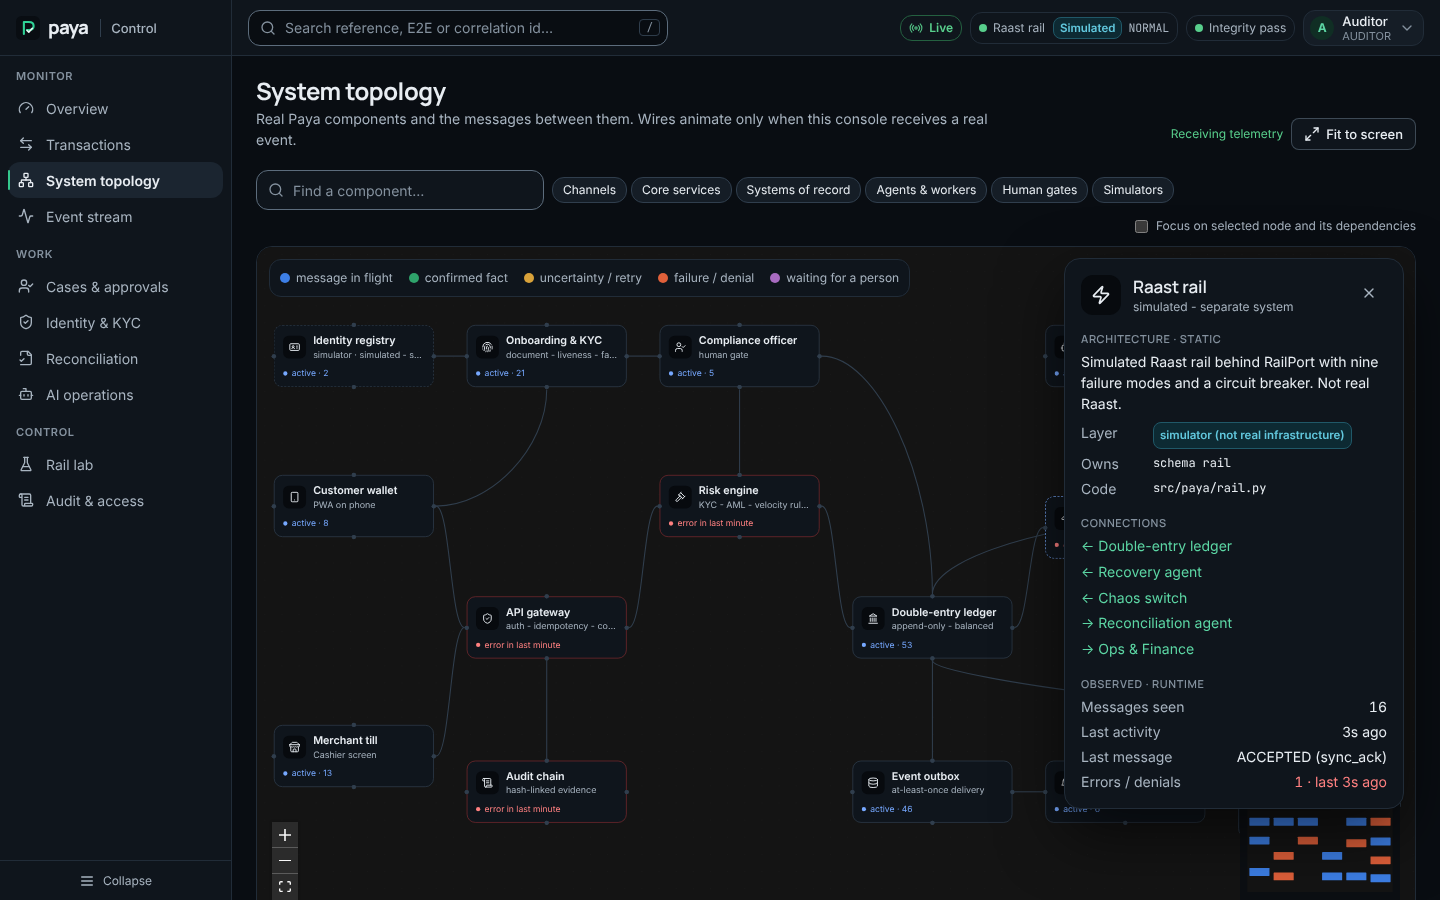 paya
Control
Search reference, E2E or correlation id...
/
Live
Raast rail
Simulated
NORMAL
Integrity pass
A
Auditor
AUDITOR
MONITOR
Overview
Transactions
System topology
Event stream
WORK
Cases & approvals
Identity & KYC
Reconciliation
AI operations
CONTROL
Rail lab
Audit & access
Collapse
System topology
Real Paya components and the messages between them. Wires animate only when this console receives a real
event.
Receiving telemetry
Fit to screen
Find a component...
Channels
Core services
Systems of record
Agents & workers
Human gates
Simulators
Focus on selected node and its dependencies
message in flight
confirmed fact
uncertainty / retry
failure / denial
waiting for a person
Identity registry
simulator · simulated - s...
active · 2
Onboarding & KYC
document - liveness - fa...
active · 21
Compliance officer
human gate
active · 5
Customer wallet
PWA on phone
active · 8
Risk engine
KYC - AML - velocity rul...
error in last minute
API gateway
auth - idempotency - co...
error in last minute
Double-entry ledger
append-only - balanced
active · 53
Merchant till
Cashier screen
active · 13
Audit chain
hash-linked evidence
error in last minute
Event outbox
at-least-once delivery
active · 46
Raast rail
simulated - separate system
ARCHITECTURE · STATIC
Simulated Raast rail behind RailPort with nine
failure modes and a circuit breaker. Not real
Raast.
Layer
simulator (not real infrastructure)
Owns
schema rail
Code
src/paya/rail.py
CONNECTIONS
← Double-entry ledger
← Recovery agent
← Chaos switch
→ Reconciliation agent
→ Ops & Finance
OBSERVED · RUNTIME
Messages seen
16
Last activity
3s ago
Last message
ACCEPTED (sync_ack)
Errors / denials
1 · last 3s ago